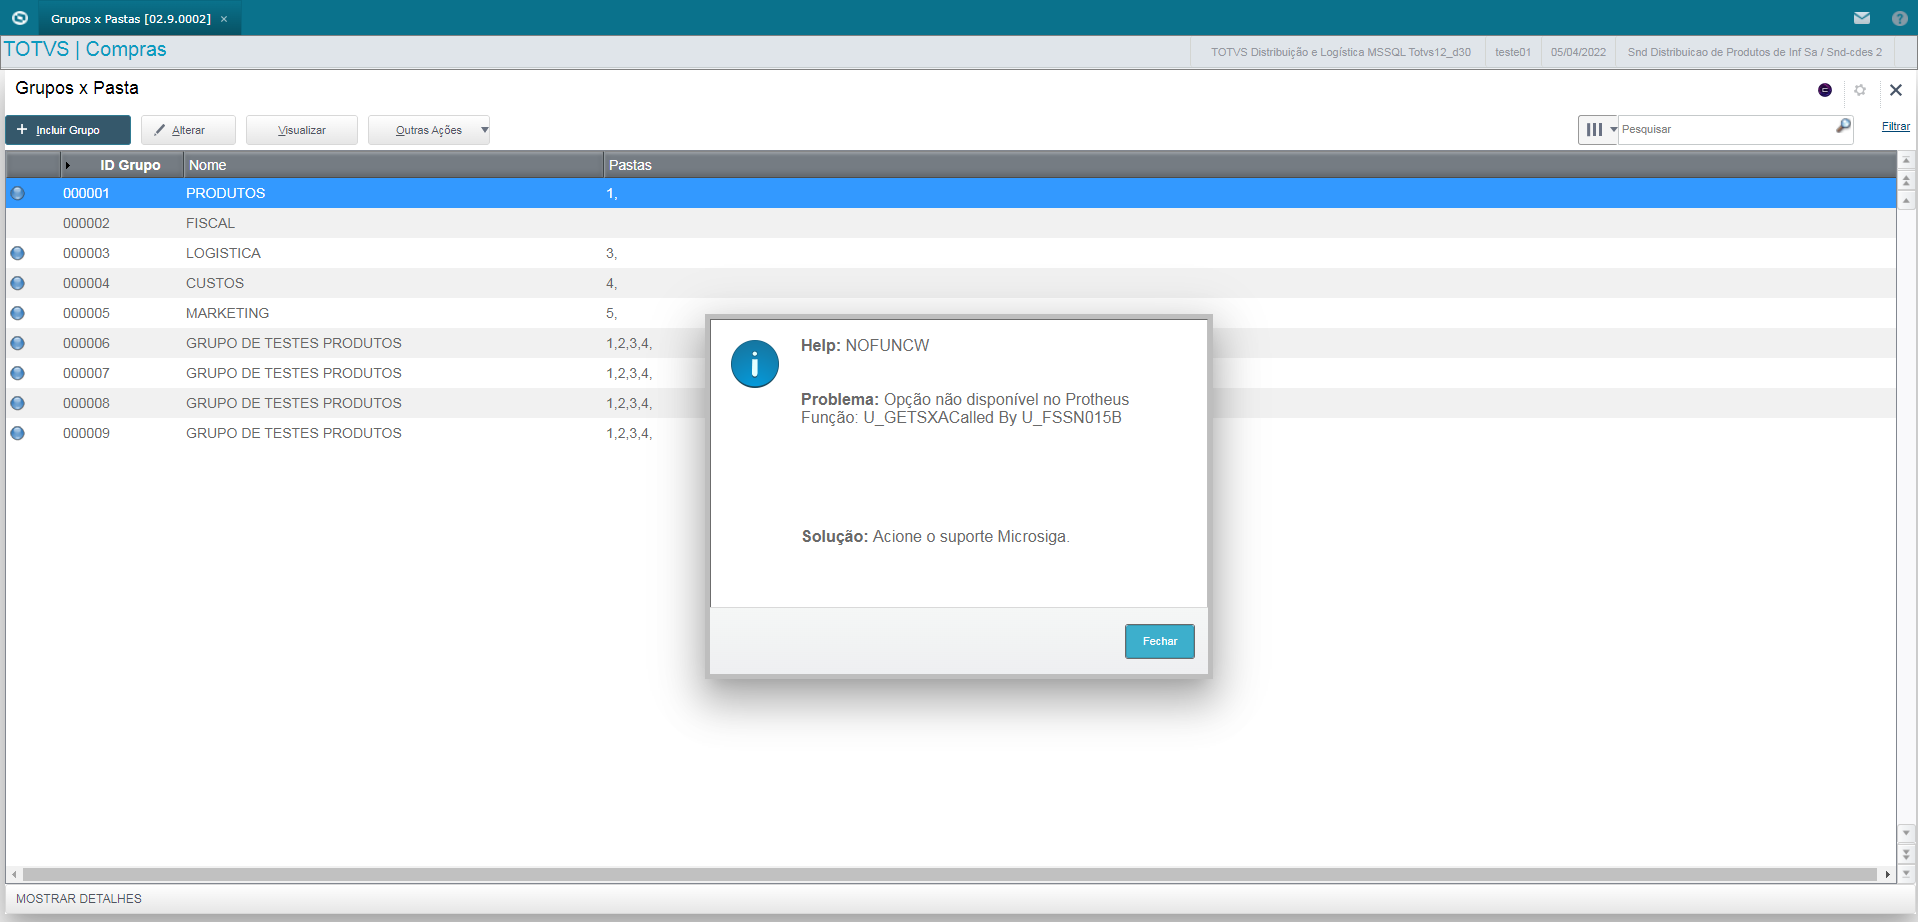 Grupos x Pastas [02.9.0002] ×
TOTVS | Compras
TOTVS Distribuição e Logística MSSQL Totvs12_d30
teste01
05/04/2022
Snd Distribuicao de Produtos de Inf Sa / Snd-cdes 2
Grupos x Pasta
+ Incluir Grupo
Alterar
Visualizar
Outras Ações
Pesquisar
Filtrar
ID Grupo Nome Pastas
000001 PRODUTOS 1,
000002 FISCAL
000003 LOGISTICA 3,
000004 CUSTOS 4,
000005 MARKETING 5,
000006 GRUPO DE TESTES PRODUTOS 1,2,3,4,
000007 GRUPO DE TESTES PRODUTOS 1,2,3,4,
000008 GRUPO DE TESTES PRODUTOS 1,2,3,4,
000009 GRUPO DE TESTES PRODUTOS 1,2,3,4,
Help: NOFUNCW
Problema: Opção não disponível no Protheus
Função: U_GETSXACalled By U_FSSN015B
Solução: Acione o suporte Microsiga.
Fechar
MOSTRAR DETALHES